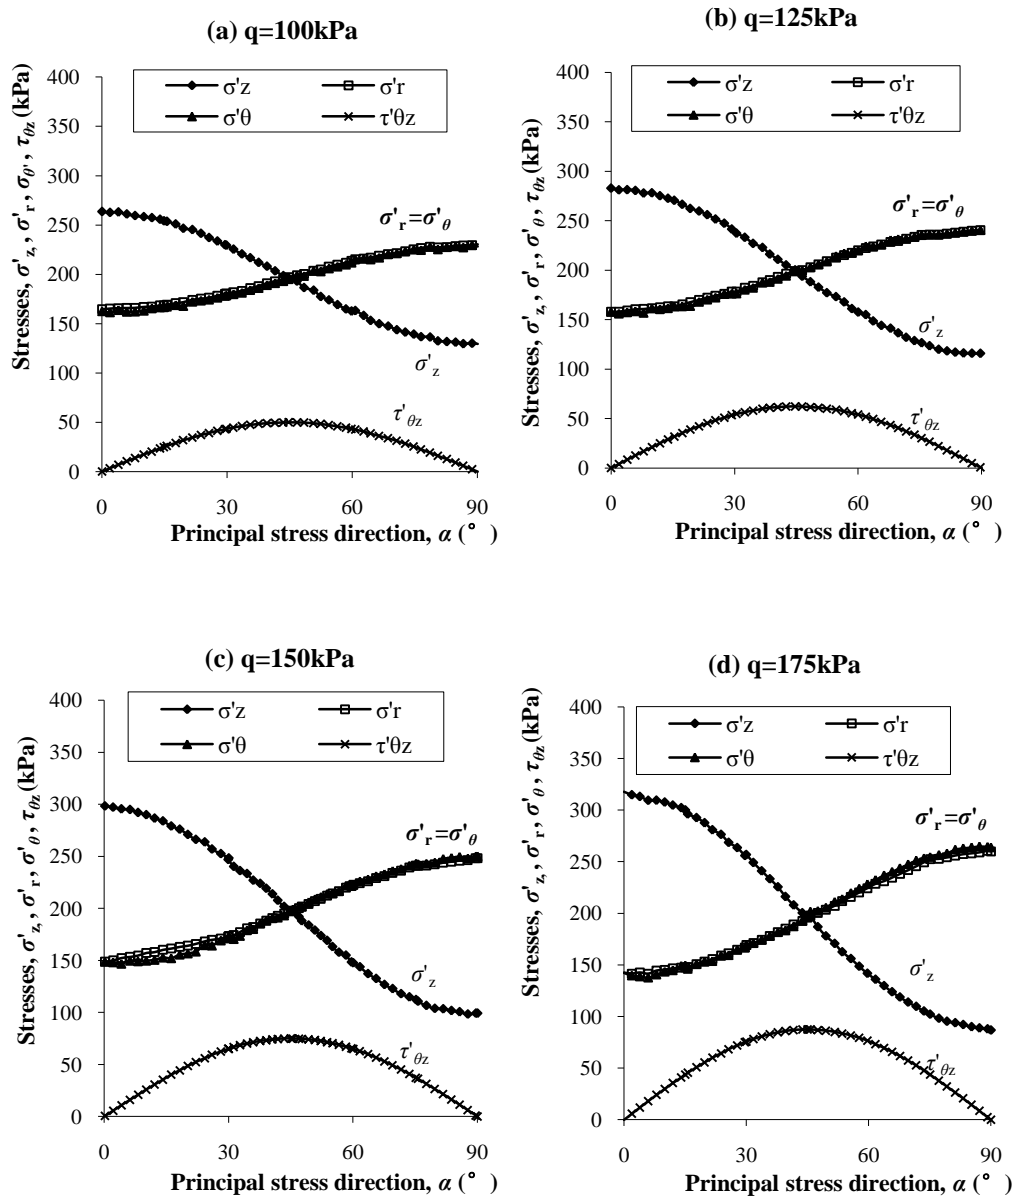 (a) q=100kPa
σ'z σ'r
σ'θ τ'θz
400
350
300
250
200
150
100
50
0
0 30 60 90
Stresses, σ'z, σ'r, σθ', τθz(kPa)
σ'r=σ'θ
σ'z
τ'θz
Principal stress direction, α (°)
(b) q=125kPa
σ'z σ'r
σ'θ τ'θz
400
350
300
250
200
150
100
50
0
0 30 60 90
Stresses, σ'z, σ'r, σ'θ, τθz(kPa)
σ'r=σ'θ
σ'z
τ'θz
Principal stress direction, α (°)
(c) q=150kPa
σ'z σ'r
σ'θ τ'θz
400
350
300
250
200
150
100
50
0
0 30 60 90
Stresses, σ'z, σ'r, σ'θ, τθz(kPa)
σ'r=σ'θ
σ'z
τ'θz
Principal stress direction, α (°)
(d) q=175kPa
σ'z σ'r
σ'θ τ'θz
400
350
300
250
200
150
100
50
0
0 30 60 90
Stresses, σ'z, σ'r, σ'θ, τθz(kPa)
σ'r=σ'θ
σ'z
τ'θz
Principal stress direction, α (°)